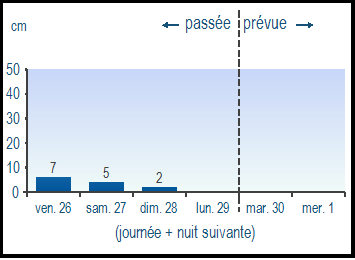 passée prévue
cm
50
40
30
20
10
0
7
5
2
ven. 26 sam. 27 dim. 28 lun. 29 mar. 30 mer. 1
(journée + nuit suivante)